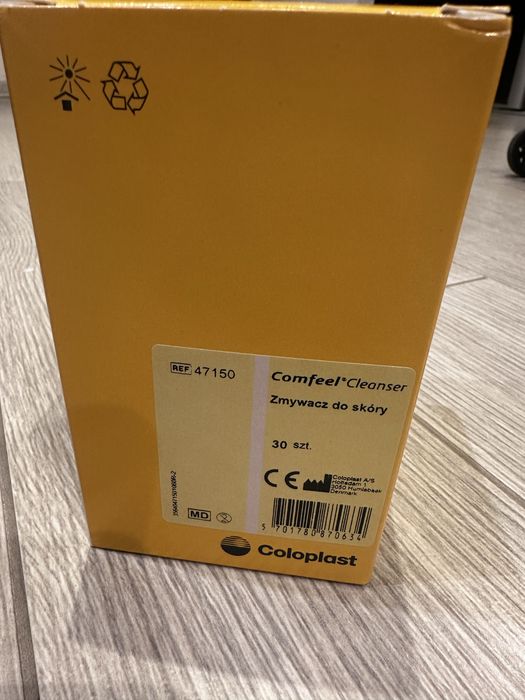 REF 47150
Comfeel® Cleanser
Zmywacz do skóry
30 szt.
CE
Coloplast A/S
Holtedam 1
3050 Humlebaek
Denmark
MD
5 701780 870634
Coloplast